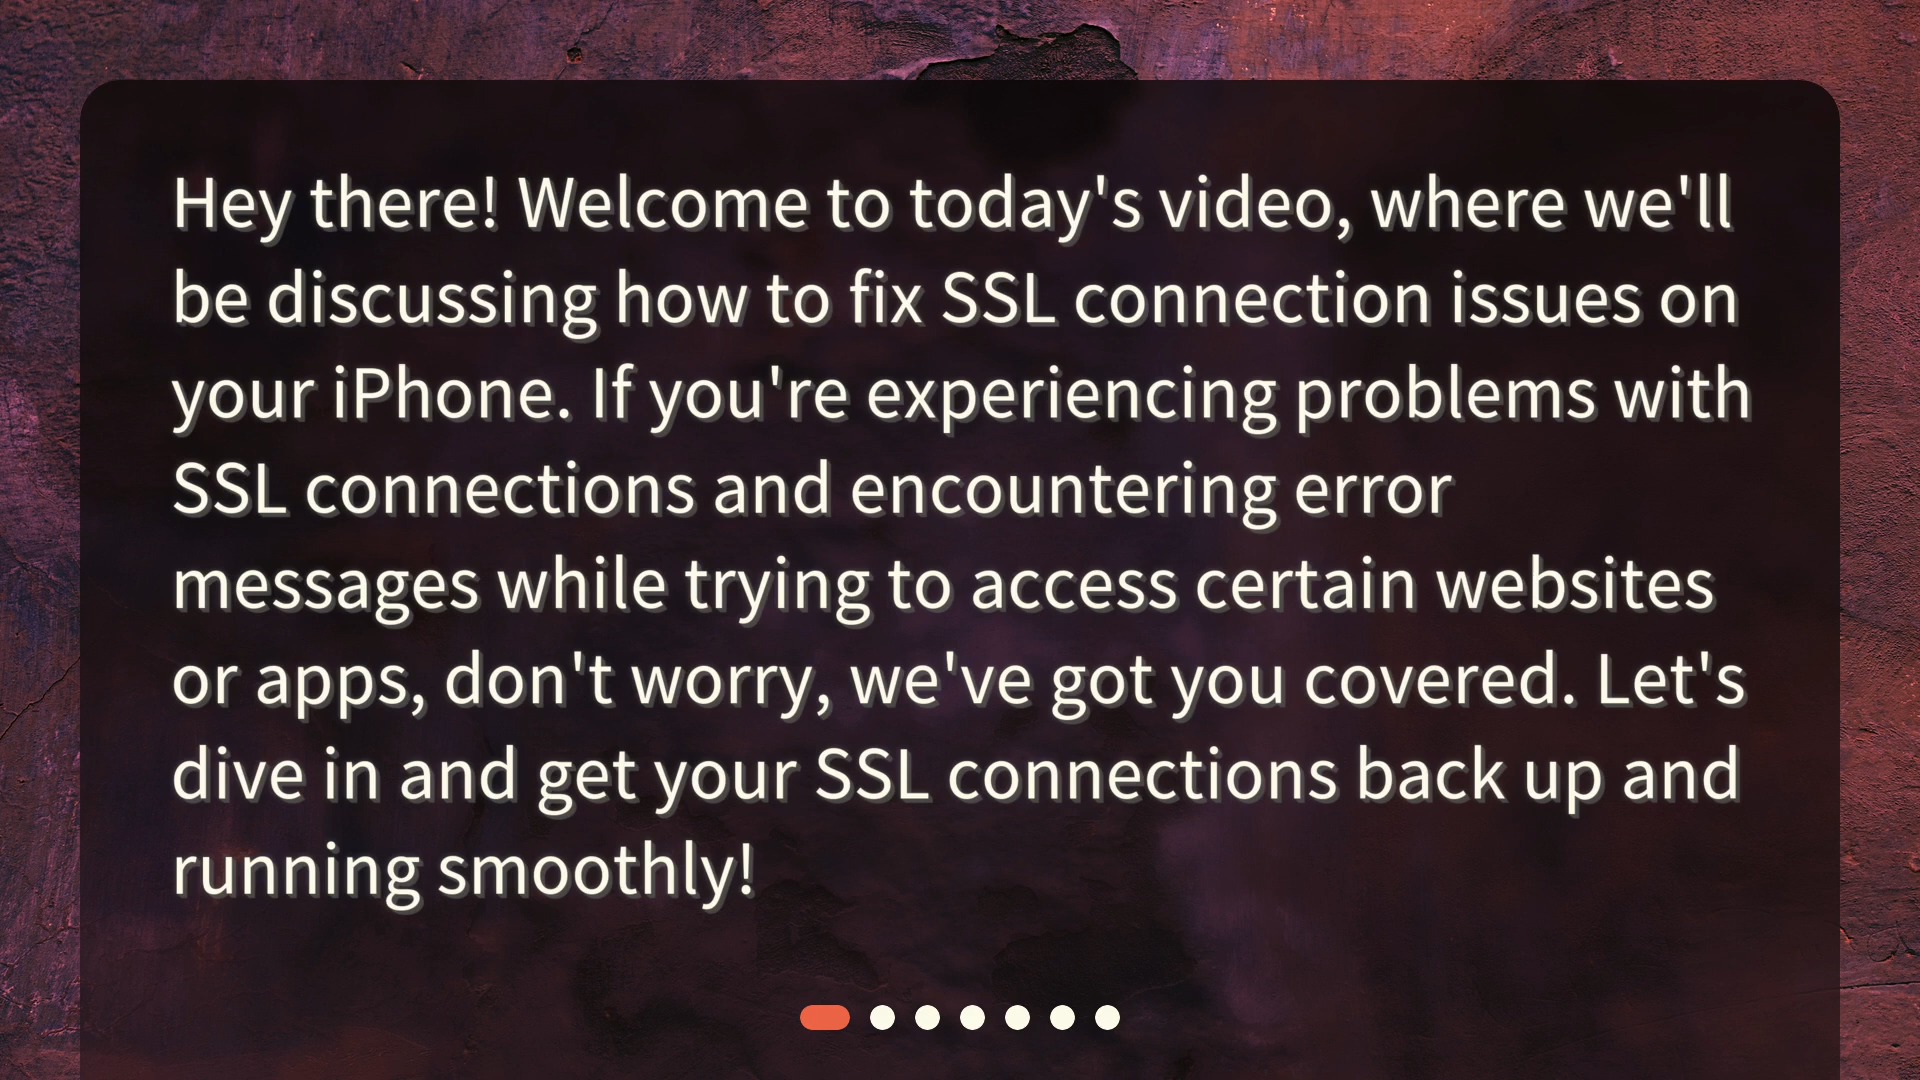 Hey there! Welcome to today's video, where we'll
be discussing how to fix SSL connection issues on
your iPhone. If you're experiencing problems with
SSL connections and encountering error
messages while trying to access certain websites
or apps, don't worry, we've got you covered. Let's
dive in and get your SSL connections back up and
running smoothly!